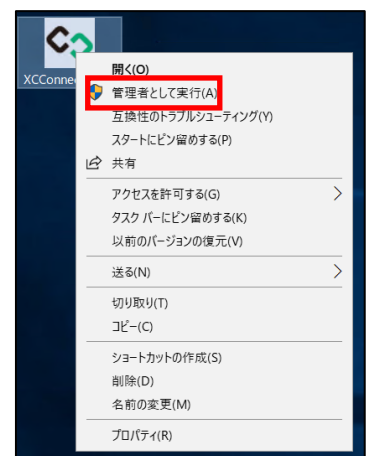 XCConne
開く(O)
管理者として実行(A)
互換性のトラブルシューティング(Y)
スタートにピン留めする(P)
共有
アクセスを許可する(G)
タスク バーにピン留めする(K)
以前のバージョンの復元(V)
送る(N)
切り取り(T)
コピー(C)
ショートカットの作成(S)
削除(D)
名前の変更(M)
プロパティ(R)